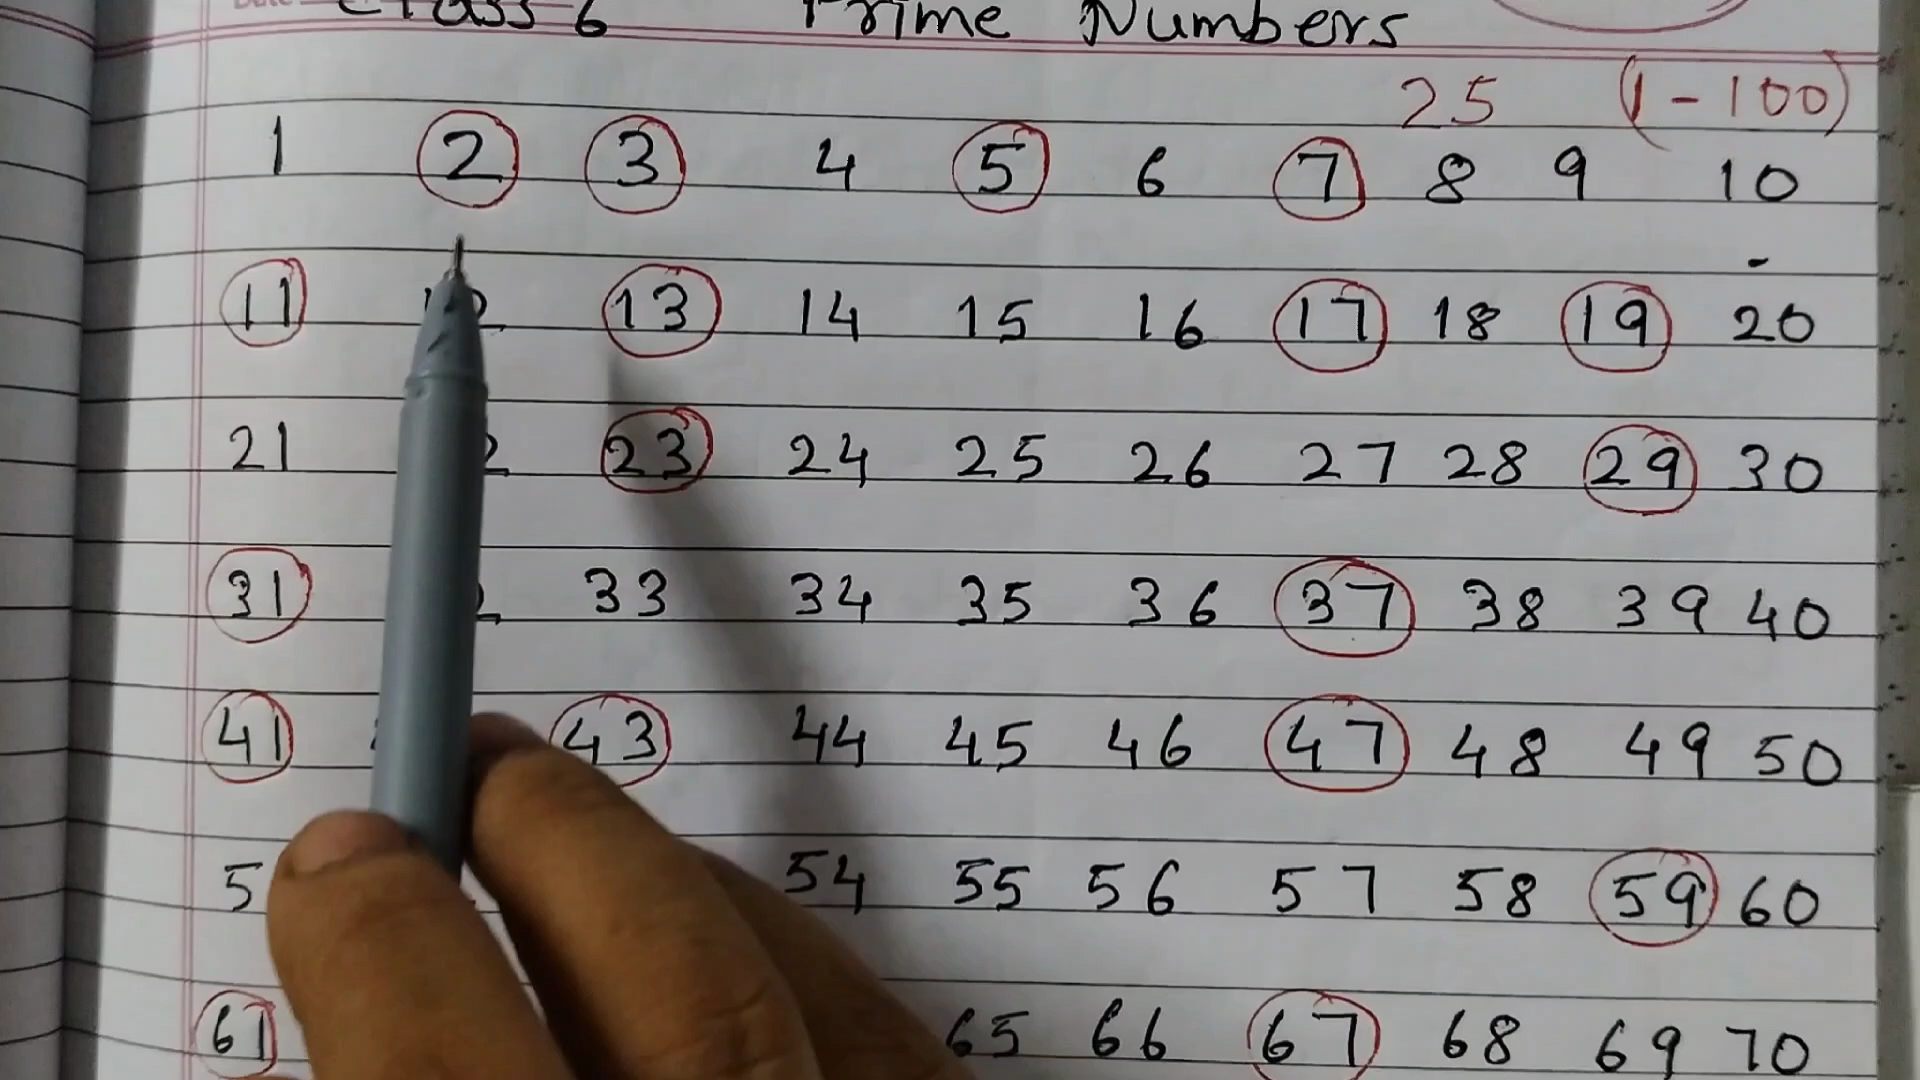 Class 6 Prime Numbers
25 (1-100)
1 2 3 4 5 6 7 8 9 10
11 13 14 15 16 17 18 19 20
21 23 24 25 26 27 28 29 30
31 33 34 35 36 37 38 39 40
41 43 44 45 46 47 48 49 50
54 55 56 57 58 59 60
61 65 66 67 68 69 70